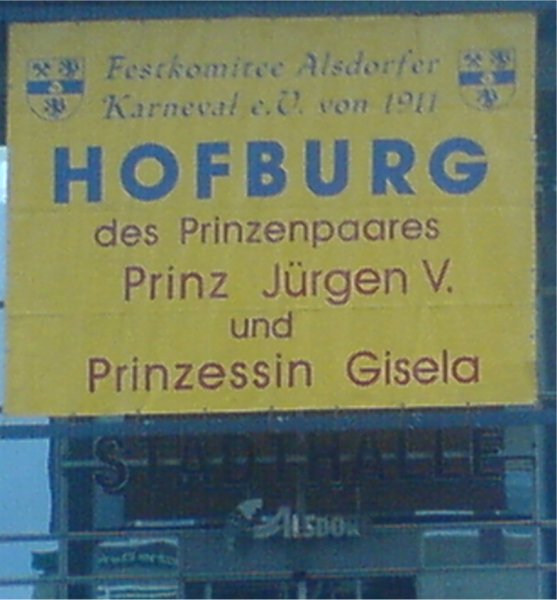 Festkomitee Alsdorfer
Karneval e.V. von 1911
HOFBURG
des Prinzenpaares
Prinz Jürgen V.
und
Prinzessin Gisela
STADTHALLE
ALSDORF